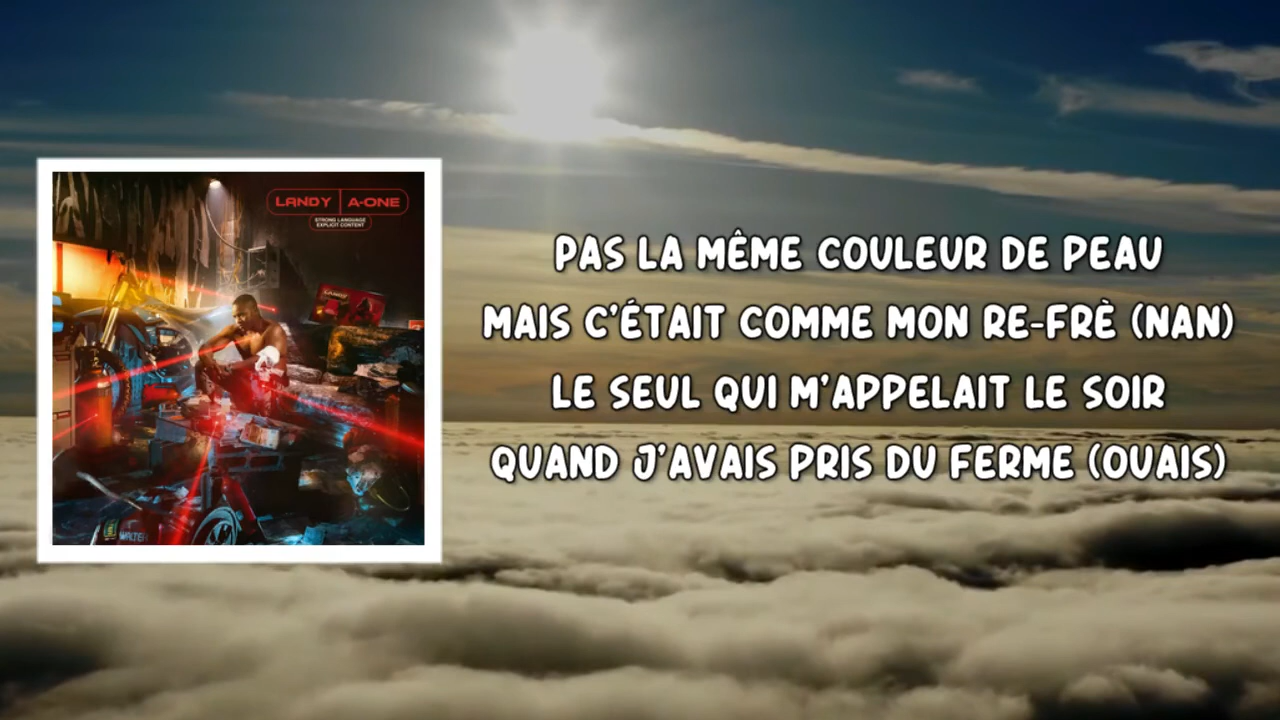 LANDY A-ONE
STRONG LANGUAGE
EXPLICIT CONTENT
LANDY
PAS LA MÊME COULEUR DE PEAU
MAIS C'ÉTAIT COMME MON RE-FRÈ (NAN)
LE SEUL QUI M'APPELAIT LE SOIR
QUAND J'AVAIS PRIS DU FERME (OUAIS)